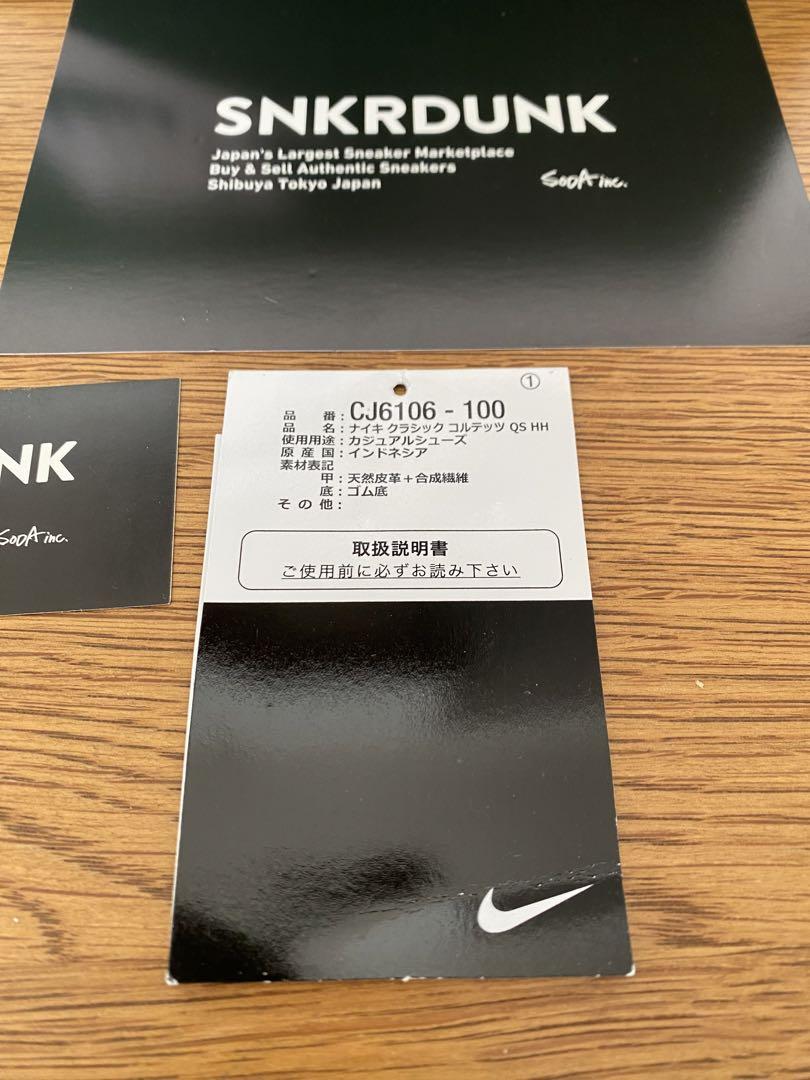 SNKRDUNK
Japan's Largest Sneaker Marketplace
Buy & Sell Authentic Sneakers
Shibuya Tokyo Japan
SODA inc.
NK
SODA inc.
①
品 番:CJ6106-100
品 名:ナイキ クラシック コルテッツ QS HH
使用用途:カジュアルシューズ
原 産 国:インドネシア
素材表記
甲:天然皮革+合成繊維
底:ゴム底
そ の 他:
取扱説明書
ご使用前に必ずお読み下さい